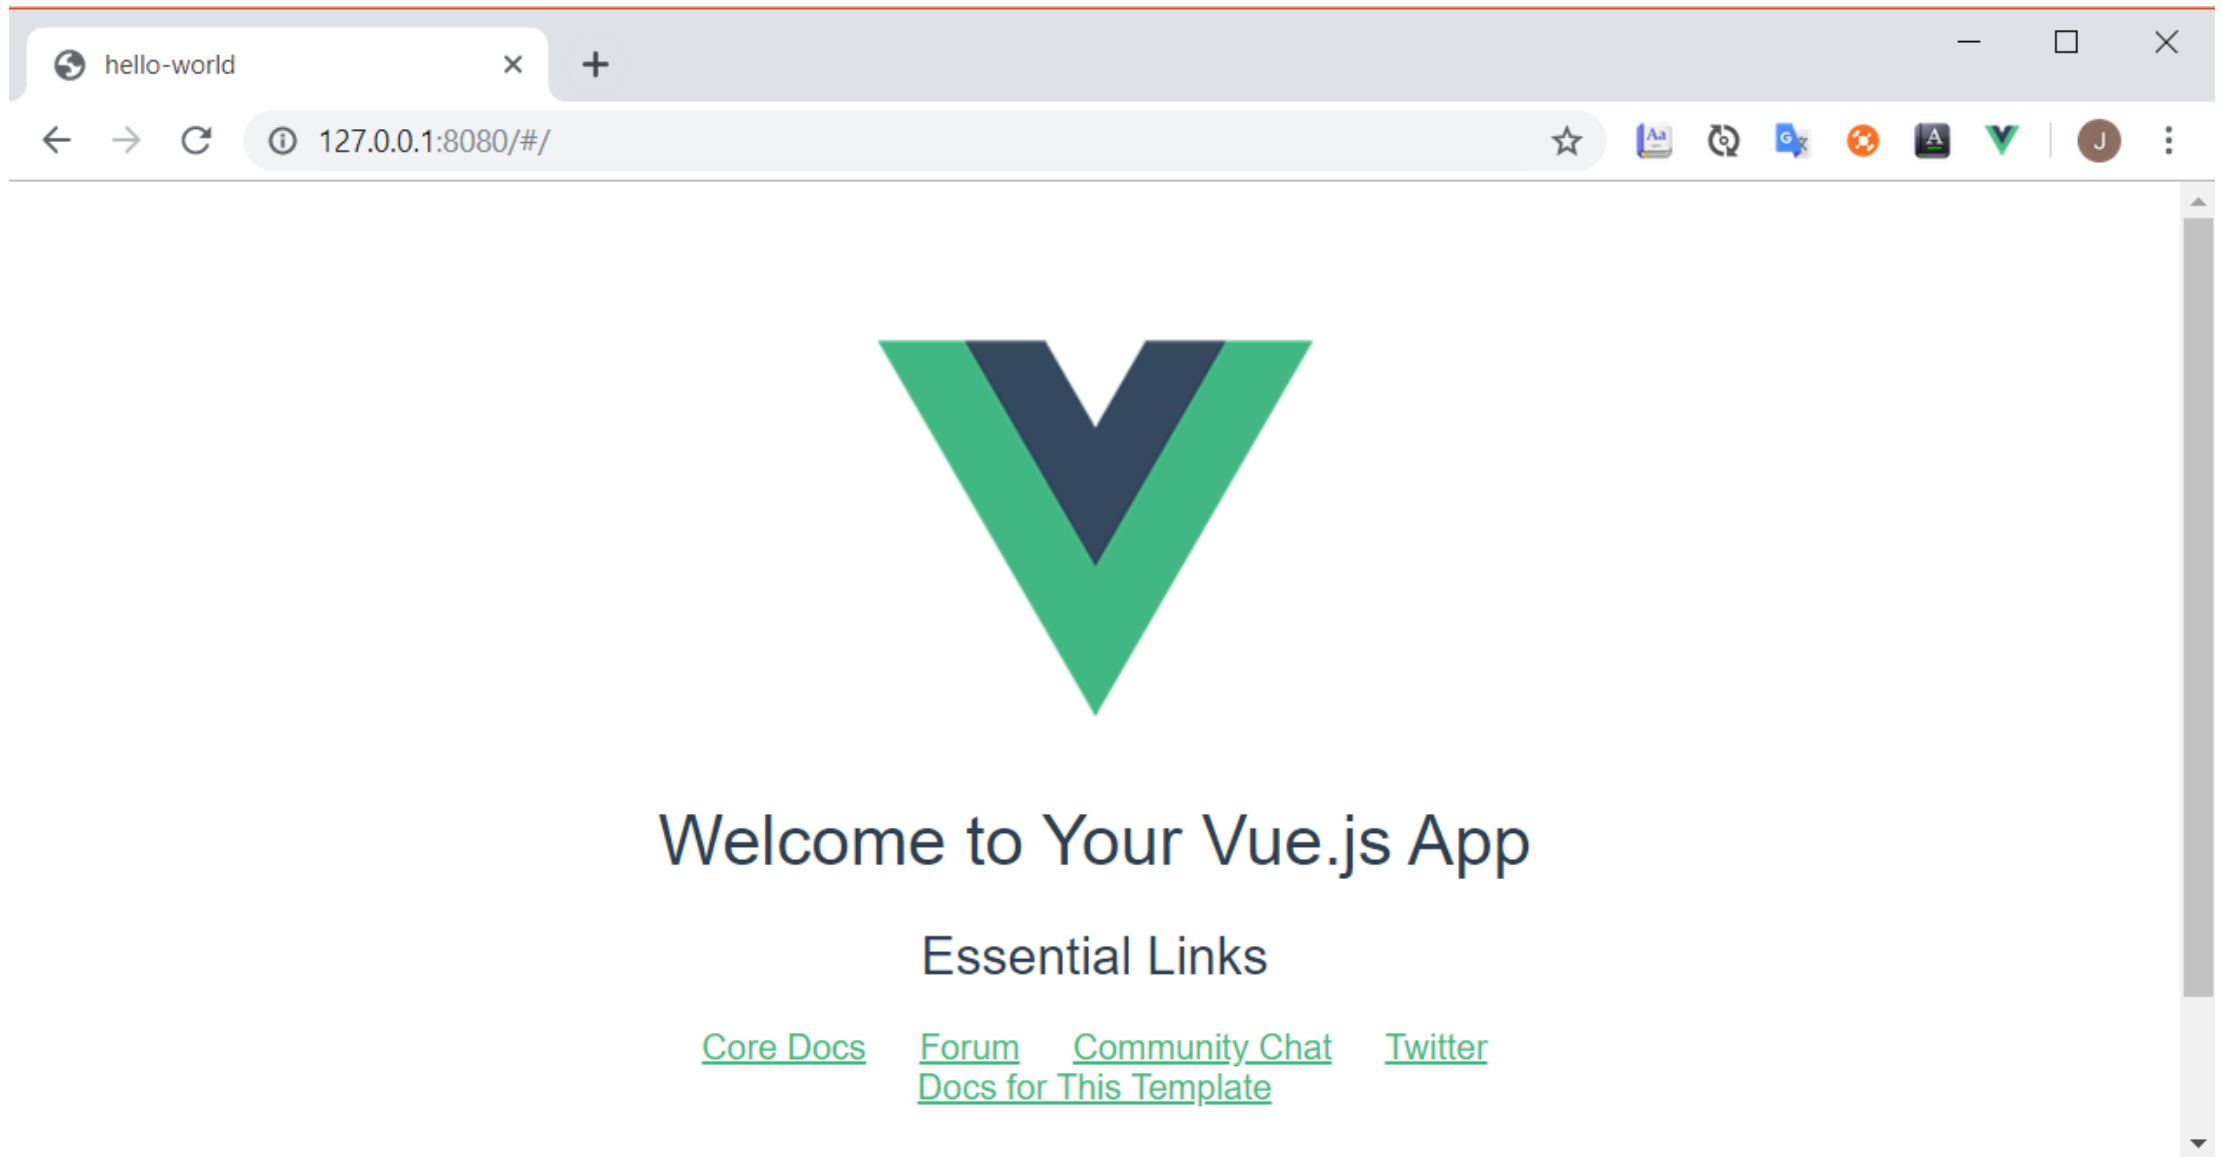 hello-world
127.0.0.1:8080/#/
Aa
G
A
J
Welcome to Your Vue.js App
Essential Links
Core Docs Forum Community Chat Twitter
Docs for This Template